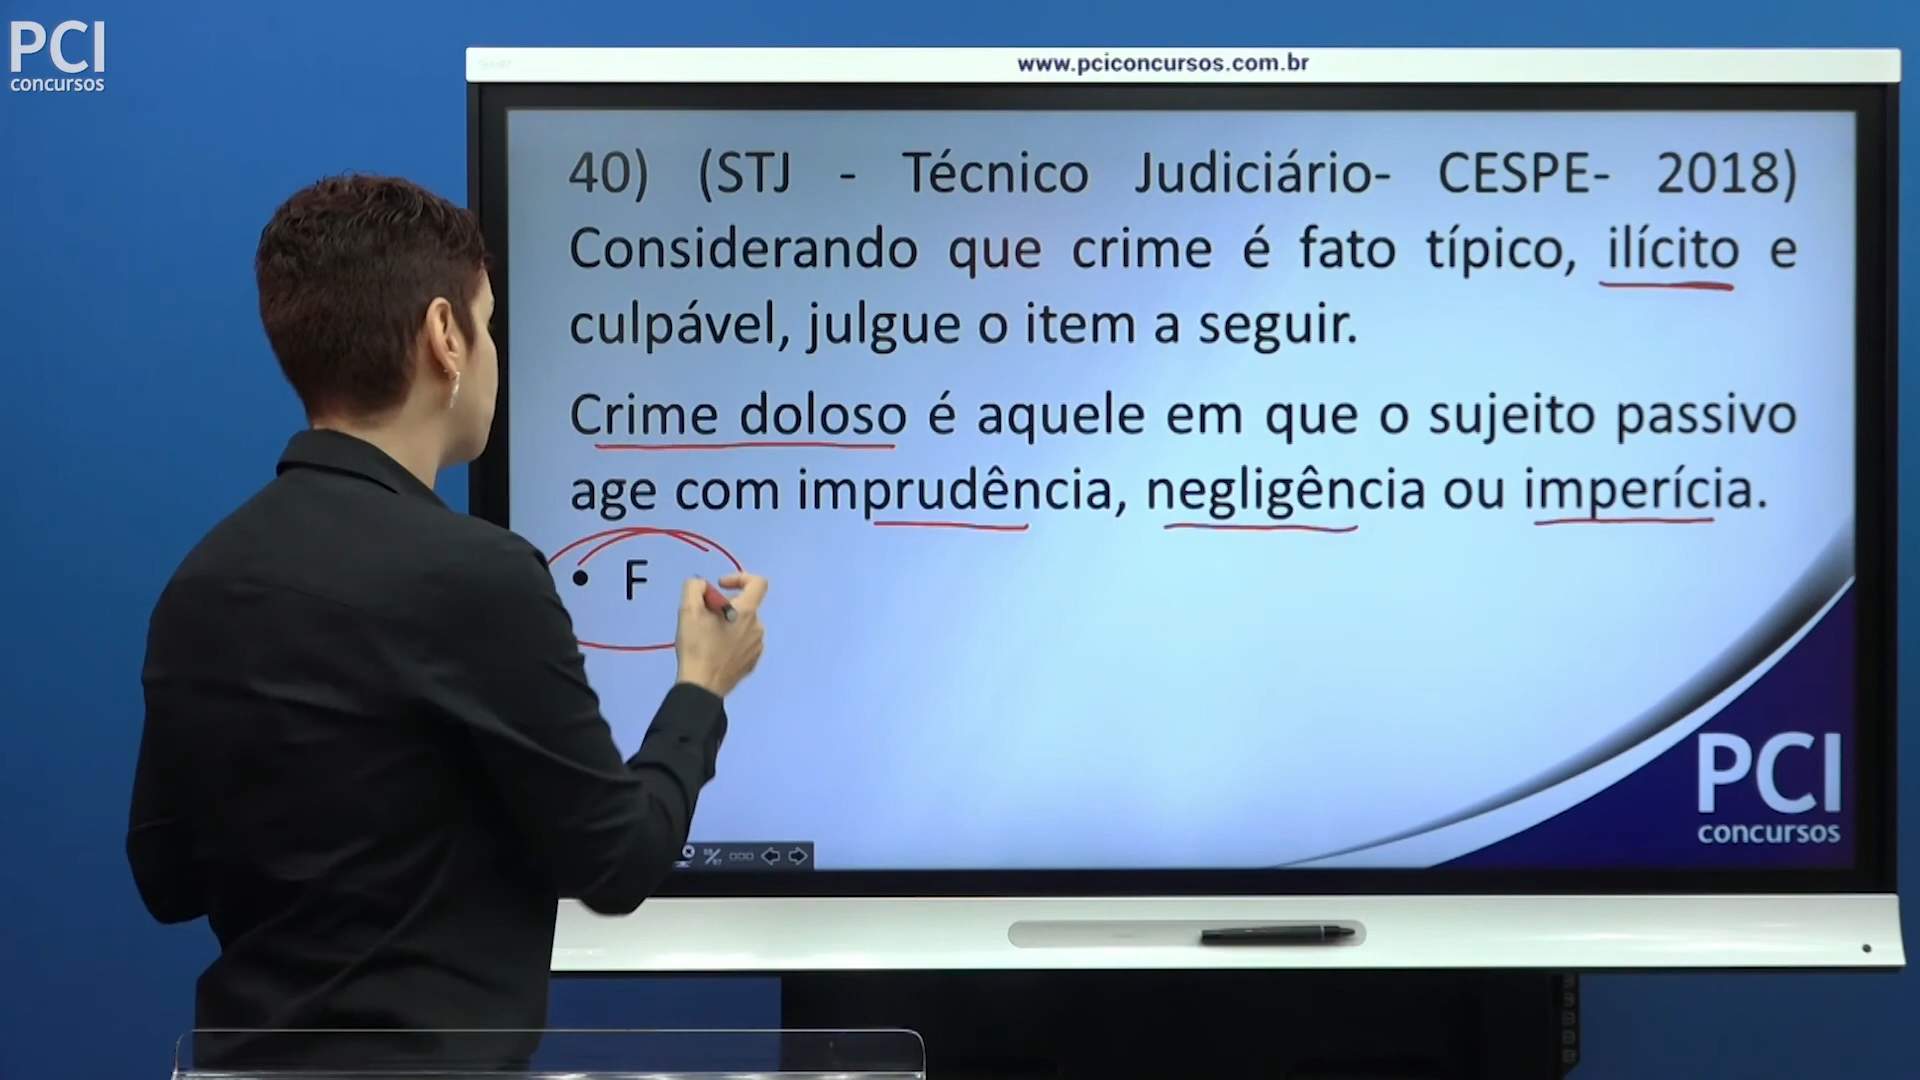 PCI
concursos
www.pciconcursos.com.br
40) (STJ - Técnico Judiciário- CESPE- 2018)
Considerando que crime é fato típico, ilícito e
culpável, julgue o item a seguir.
Crime doloso é aquele em que o sujeito passivo
age com imprudência, negligência ou imperícia.
• F
PCI
concursos